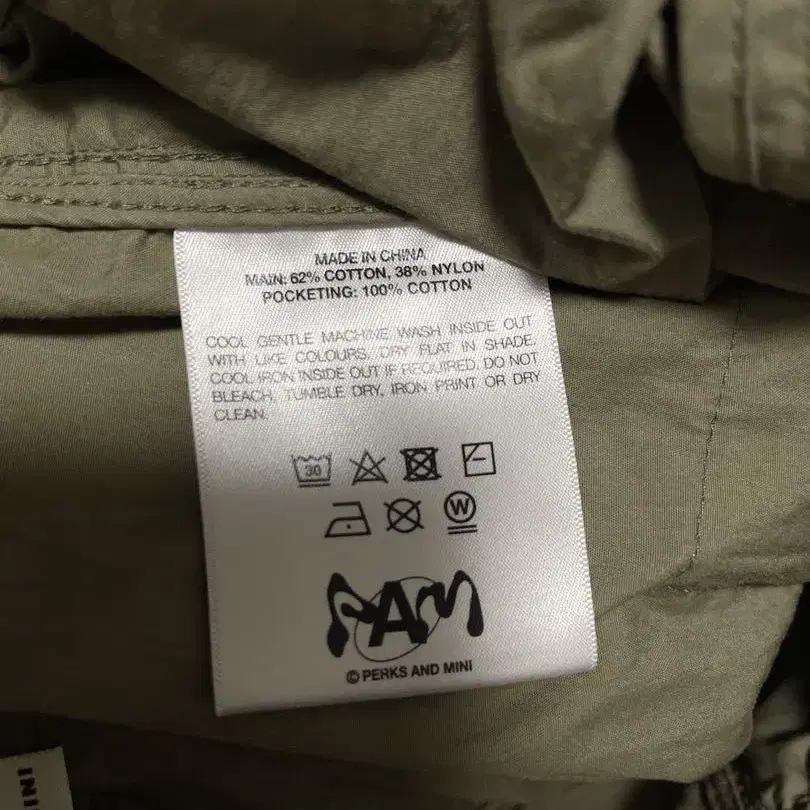 MADE IN CHINA
MAIN: 62% COTTON, 38% NYLON
POCKETING: 100% COTTON
COOL GENTLE MACHINE WASH INSIDE OUT
WITH LIKE COLOURS. DRY FLAT IN SHADE.
COOL IRON INSIDE OUT IF REQUIRED. DO NOT
BLEACH, TUMBLE DRY, IRON PRINT OR DRY
CLEAN.
30
W
PAM
© PERKS AND MINI
INI